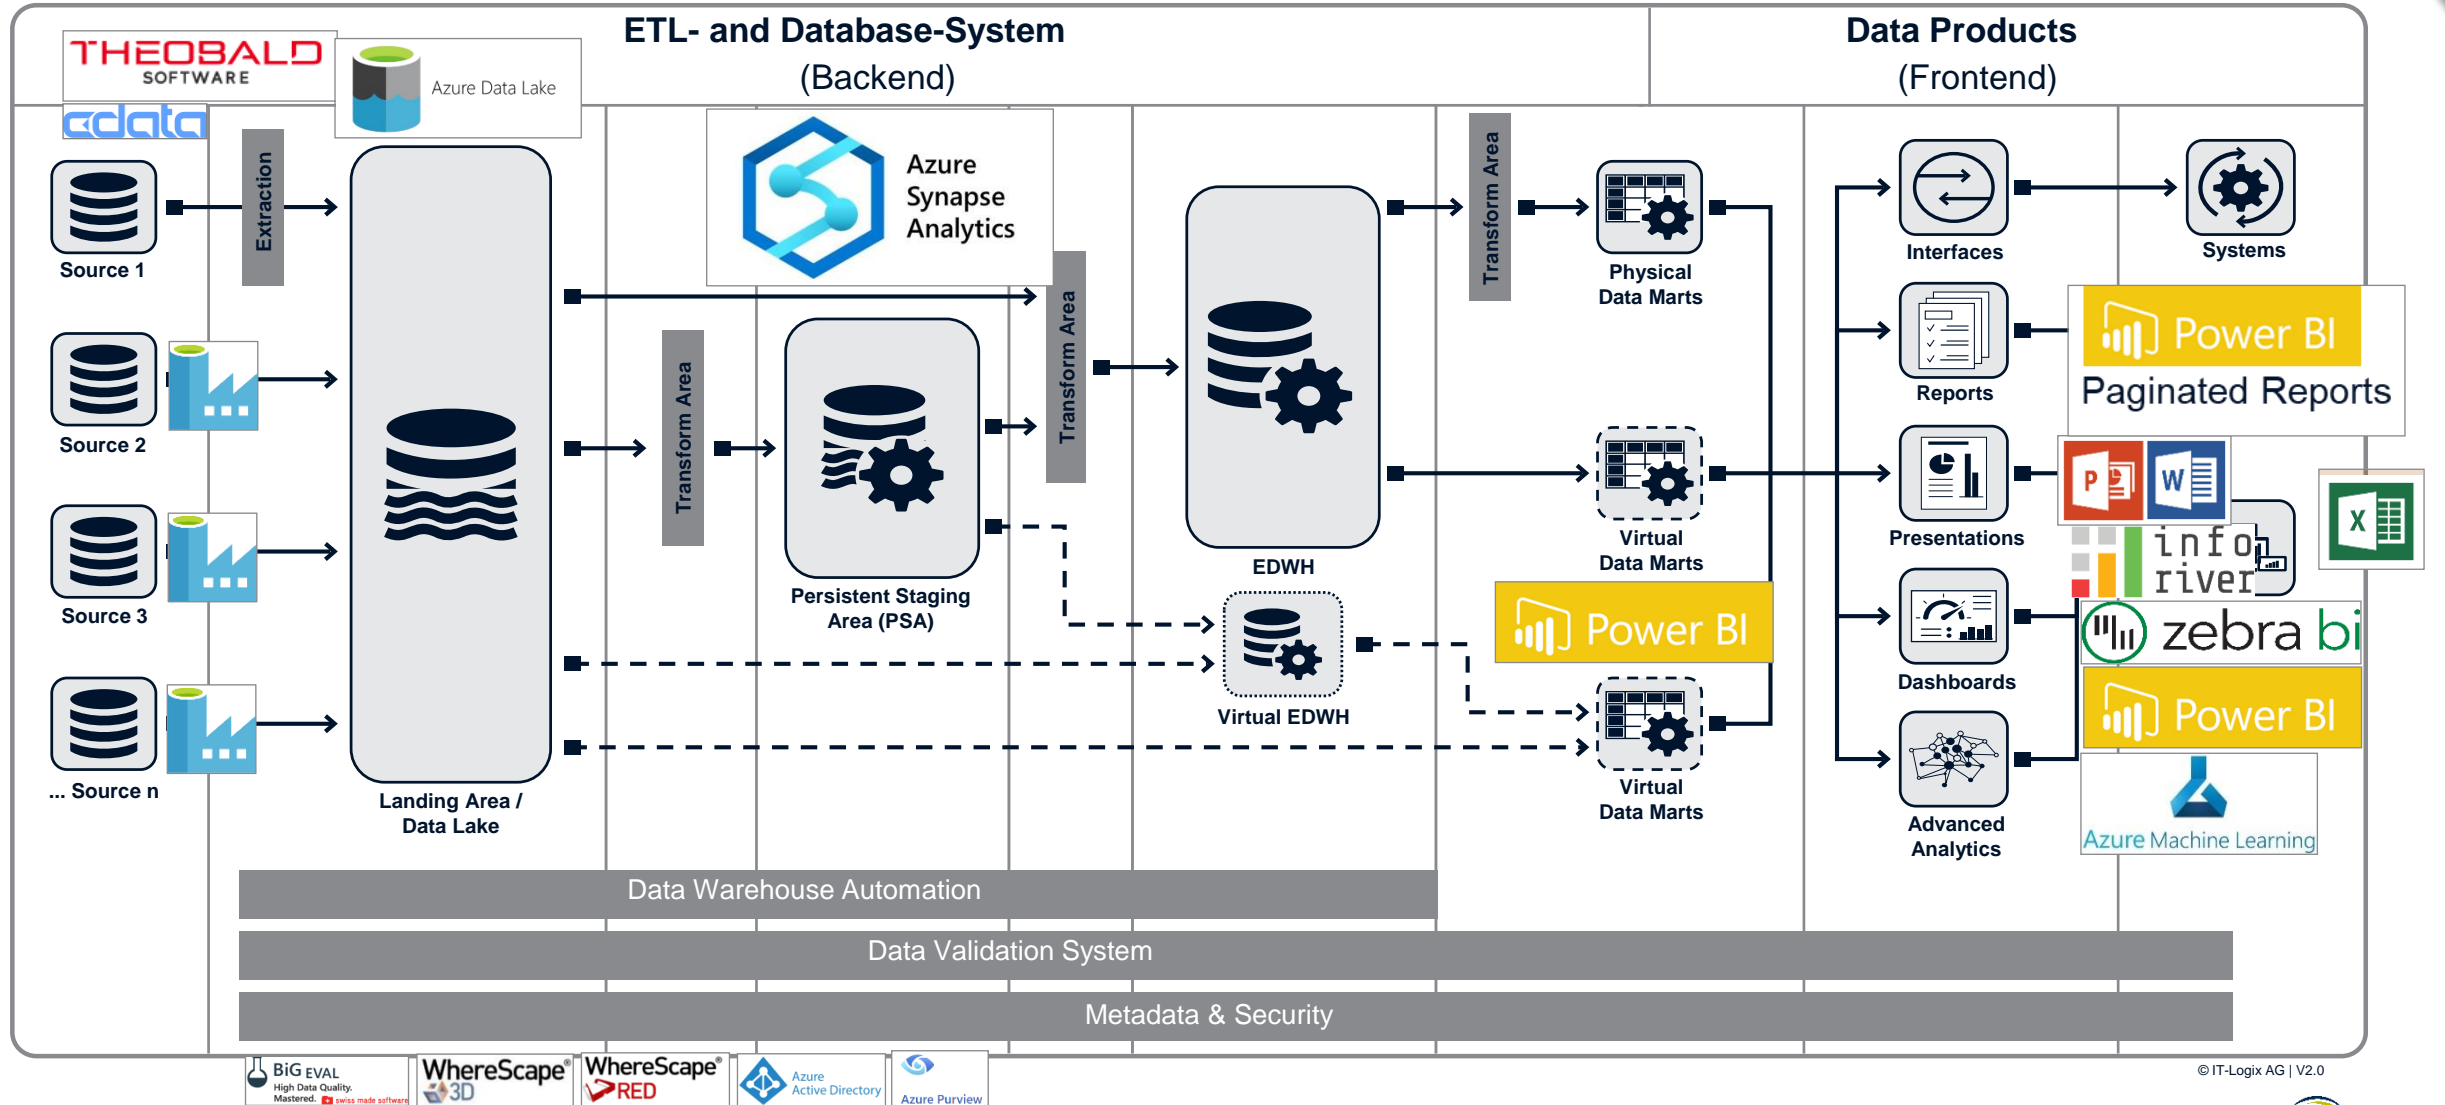 ETL- and Database-System
(Backend)
Data Products
(Frontend)
THEOBALD
SOFTWARE
cdata
Azure Data Lake
Extraction
Source 1
Source 2
Source 3
... Source n
Landing Area /
Data Lake
Transform Area
Azure
Synapse
Analytics
Persistent Staging
Area (PSA)
Transform Area
EDWH
Virtual EDWH
Transform Area
Physical
Data Marts
Virtual
Data Marts
Power BI
Virtual
Data Marts
Interfaces
Systems
Reports
Power BI
Paginated Reports
Presentations
P
W
X
info
river
Dashboards
zebra bi
Power BI
Advanced
Analytics
Azure Machine Learning
Data Warehouse Automation
Data Validation System
Metadata & Security
BiG EVAL
High Data Quality.
Mastered. swiss made software
WhereScape®
3D
WhereScape®
RED
Azure
Active Directory
Azure Purview
© IT-Logix AG | V2.0